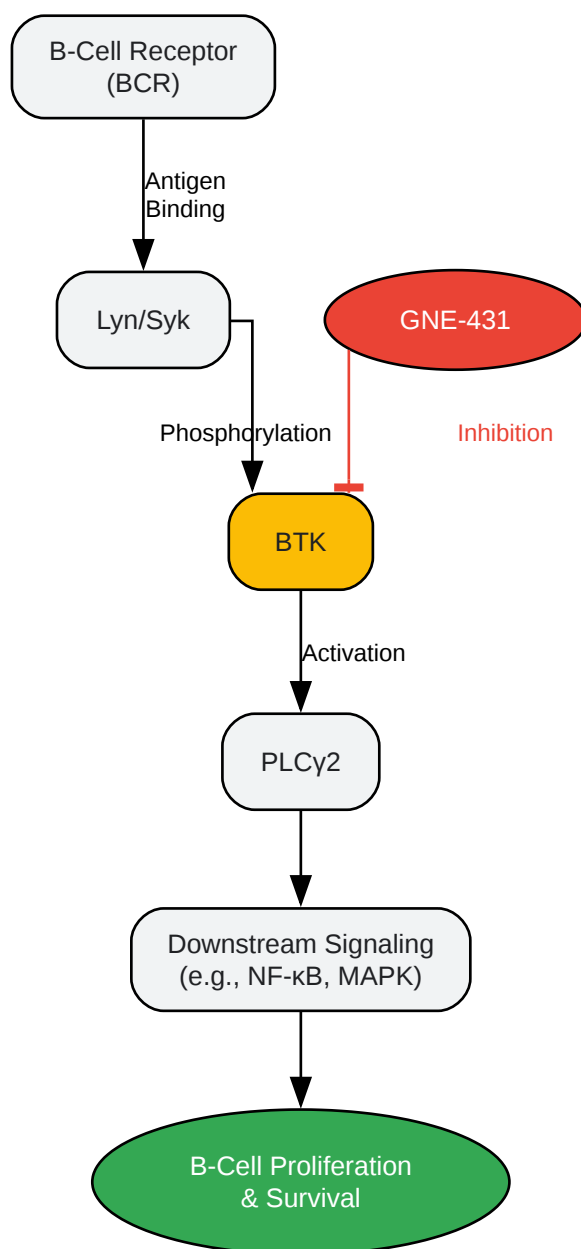 B-Cell Receptor
(BCR)
Antigen
Binding
Lyn/Syk
GNE-431
Phosphorylation
Inhibition
BTK
Activation
PLCγ2
Downstream Signaling
(e.g., NF-κB, MAPK)
B-Cell Proliferation
& Survival